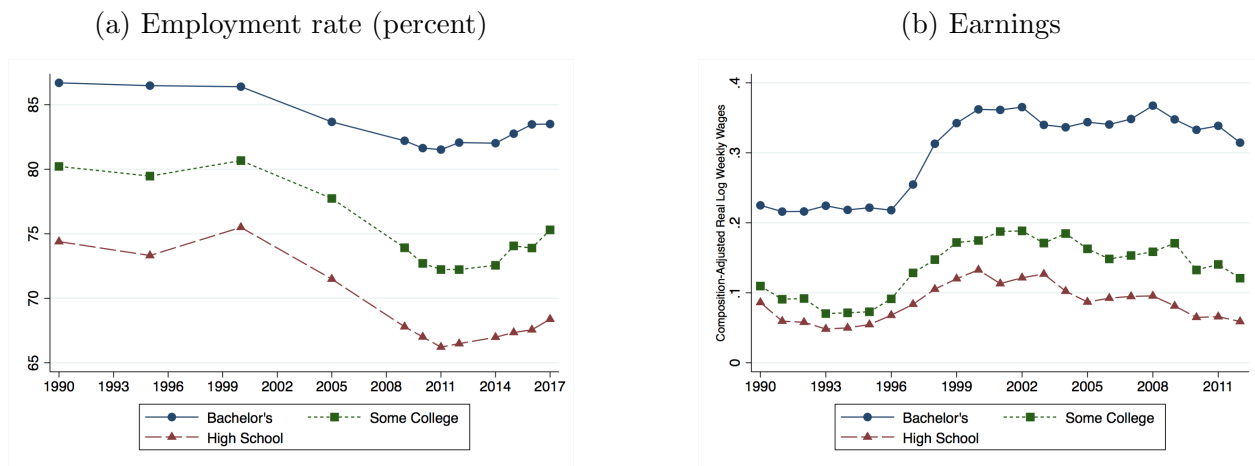 (a) Employment rate (percent)
85
80
75
70
65
1990 1993 1996 1999 2002 2005 2008 2011 2014 2017
Bachelor's Some College
High School
(b) Earnings
Composition-Adjusted Real Log Weekly Wages
.4
.3
.2
.1
0
1990 1993 1996 1999 2002 2005 2008 2011
Bachelor's Some College
High School